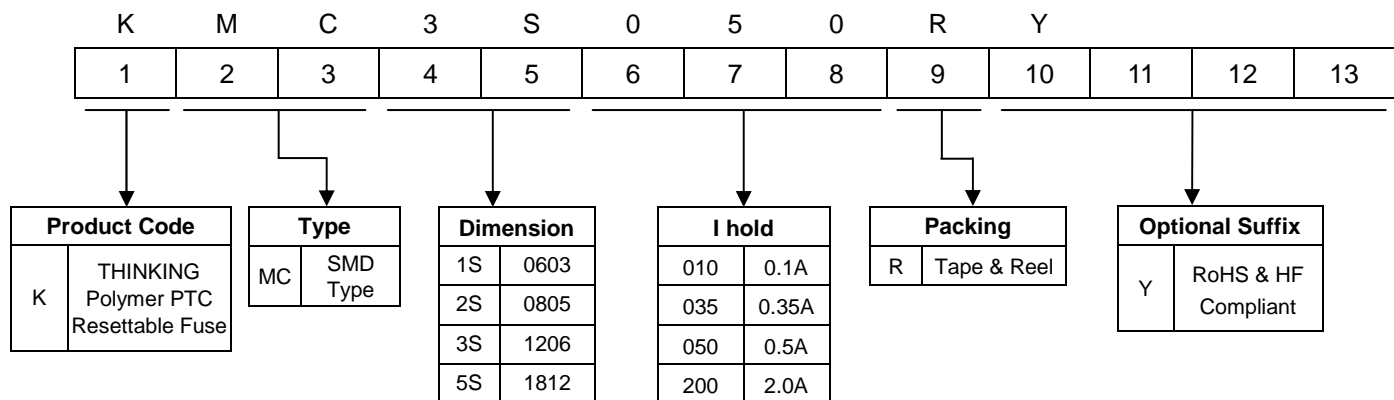 K M C 3 S 0 5 0 R Y
1 2 3 4 5 6 7 8 9 10 11 12 13
Product Code
K THINKING
Polymer PTC
Resettable Fuse
Type
MC SMD
Type
Dimension
1S 0603
2S 0805
3S 1206
5S 1812
I hold
010 0.1A
035 0.35A
050 0.5A
200 2.0A
Packing
R Tape & Reel
Optional Suffix
Y RoHS & HF
Compliant